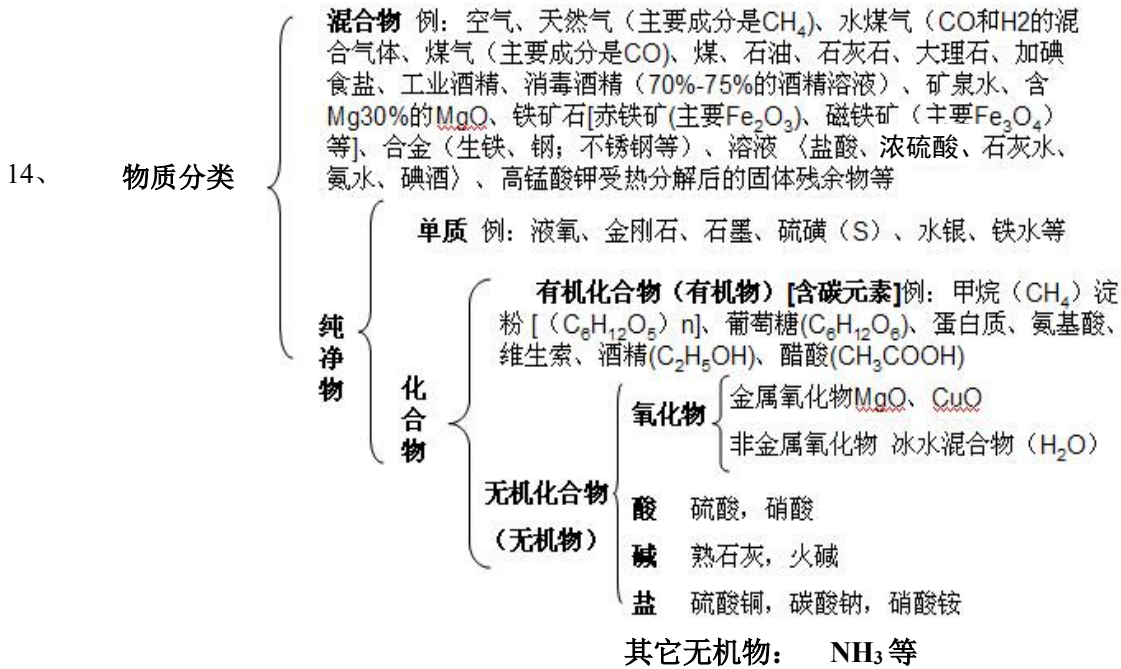 混合物 例：空气、天然气（主要成分是CH₄)、水煤气（CO和H2的混
合气体、煤气（主要成分是CO)、煤、石油、石灰石、大理石、加碘
食盐、工业酒精、消毒酒精（70%-75%的酒精溶液）、矿泉水、含
Mg30%的MgO、铁矿石[赤铁矿(主要Fe₂O₃)、磁铁矿（主要Fe₃O₄）
等]、合金（生铁、钢；不锈钢等）、溶液〈盐酸、浓硫酸、石灰水、
氨水、碘酒〉、高锰酸钾受热分解后的固体残余物等
14、 物质分类
单质 例：液氧、金刚石、石墨、硫磺（S）、水银、铁水等
纯净物
有机化合物（有机物）[含碳元素]例：甲烷（CH₄）淀
粉 [（C₆H₁₂O₅）n]、葡萄糖(C₆H₁₂O₆)、蛋白质、氨基酸、
维生素、酒精(C₂H₅OH)、醋酸(CH₃COOH)
化合物
氧化物
金属氧化物MgO、CuO
非金属氧化物 冰水混合物（H₂O）
无机化合物
（无机物）
酸 硫酸，硝酸
碱 熟石灰，火碱
盐 硫酸铜，碳酸钠，硝酸铵
其它无机物： NH₃ 等